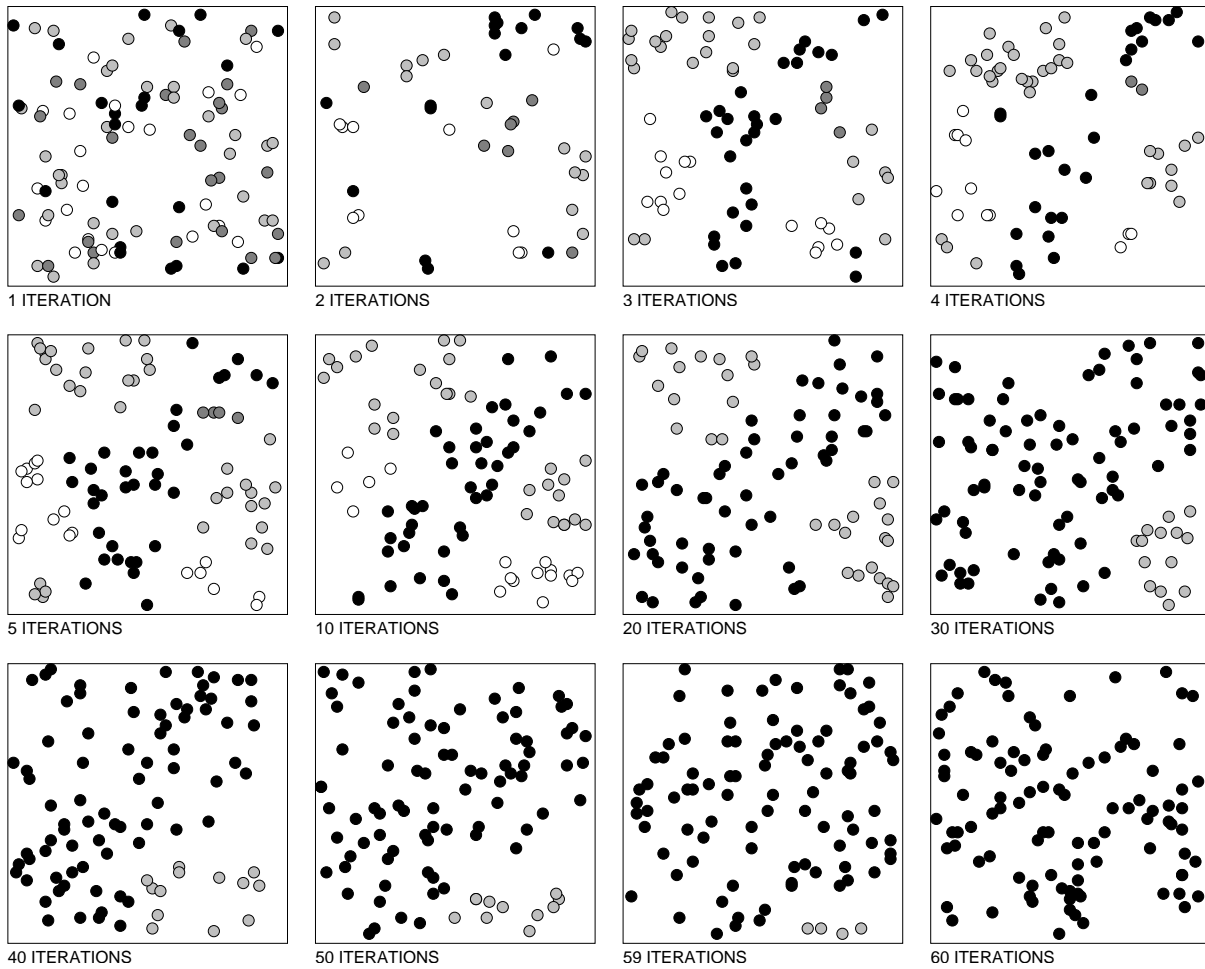 1 ITERATION
2 ITERATIONS
3 ITERATIONS
4 ITERATIONS
5 ITERATIONS
10 ITERATIONS
20 ITERATIONS
30 ITERATIONS
40 ITERATIONS
50 ITERATIONS
59 ITERATIONS
60 ITERATIONS